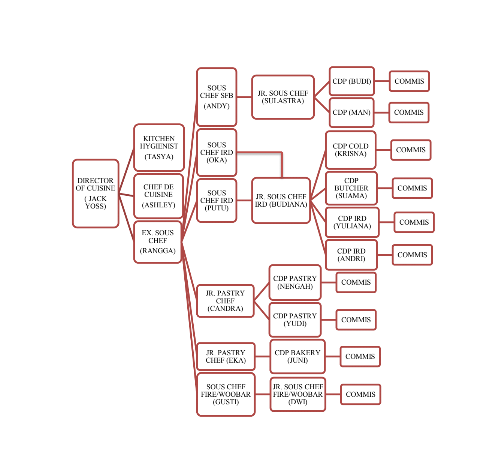 DIRECTOR
OF CUISINE
( JACK
YOSS)
KITCHEN
HYGIENIST
(TASYA)
CHEF DE
CUISINE
(ASHLEY)
EX. SOUS
CHEF
(RANGGA)
SOUS
CHEF SFB
(ANDY)
JR. SOUS CHEF
(SULASTRA)
CDP (BUDI)
COMMIS
CDP (MAN)
COMMIS
SOUS
CHEF IRD
(OKA)
SOUS
CHEF IRD
(PUTU)
JR. SOUS CHEF
IRD (BUDIANA)
CDP COLD
(KRISNA)
COMMIS
CDP
BUTCHER
(SUAMA)
COMMIS
CDP IRD
(YULIANA)
COMMIS
CDP IRD
(ANDRI)
COMMIS
JR. PASTRY
CHEF
(CANDRA)
CDP PASTRY
(NENGAH)
COMMIS
CDP PASTRY
(YUDI)
COMMIS
JR. PASTRY
CHEF (EKA)
CDP BAKERY
(JUNI)
COMMIS
SOUS CHEF
FIRE/WOOBAR
(GUSTI)
JR. SOUS CHEF
FIRE/WOOBAR
(DWI)
COMMIS